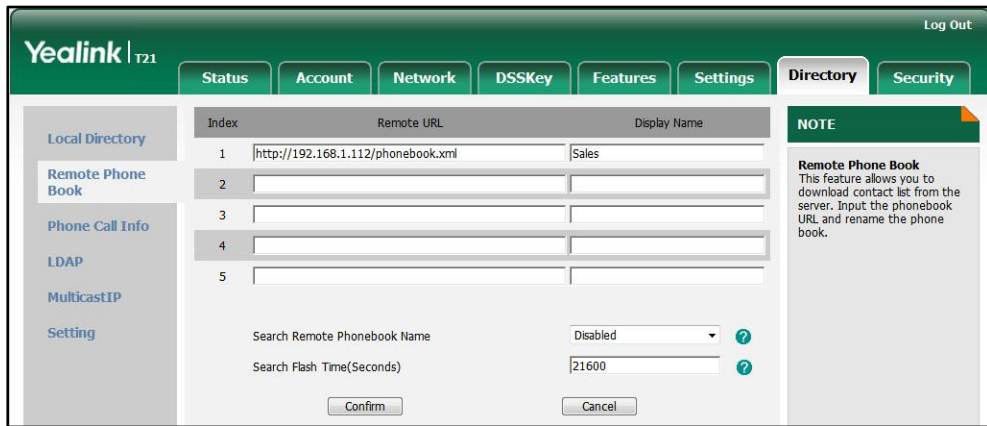 Log Out
Yealink T21
Status Account Network DSSKey Features Settings Directory Security
Local Directory
Remote Phone
Book
Phone Call Info
LDAP
MulticastIP
Setting
Index Remote URL Display Name
1 http://192.168.1.112/phonebook.xml Sales
2
3
4
5
Search Remote Phonebook Name Disabled ?
Search Flash Time(Seconds) 21600 ?
Confirm Cancel
NOTE
Remote Phone Book
This feature allows you to
download contact list from the
server. Input the phonebook
URL and rename the phone
book.